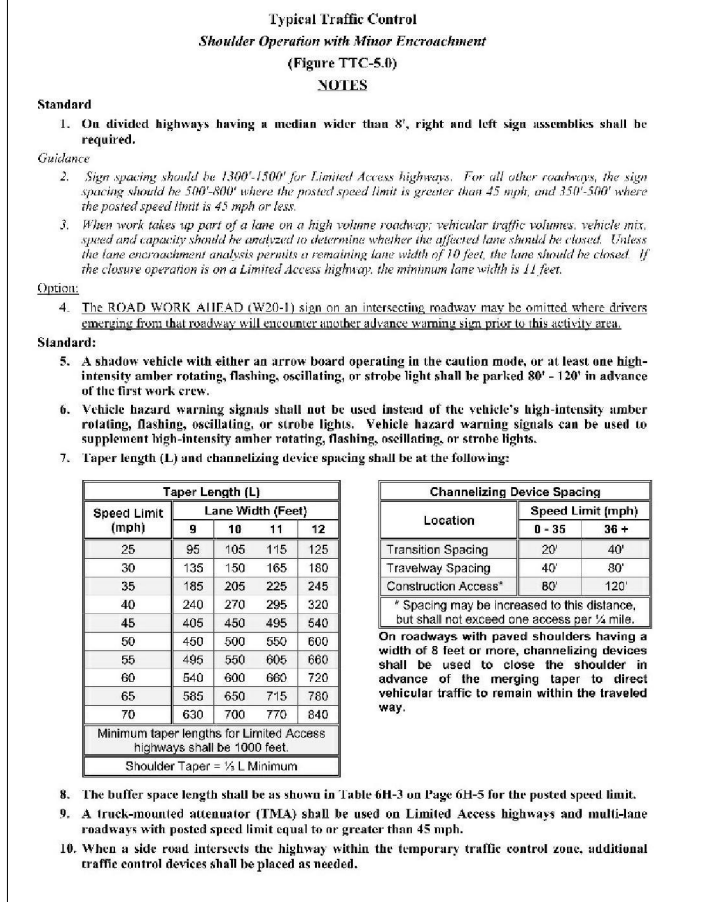 Typical Traffic Control
Shoulder Operation with Minor Encroachment
(Figure TTC-5.0)
NOTES
Standard
1. On divided highways having a median wider than 8', right and left sign assemblies shall be
required.
Guidance
2. Sign spacing should be 1300'-1500' for Limited Access highways. For all other roadways, the sign
spacing should be 500'-800' where the posted speed limit is greater than 45 mph, and 350'-500' where
the posted speed limit is 45 mph or less.
3. When work takes up part of a lane on a high volume roadway; vehicular traffic volumes, vehicle mix,
speed and capacity should be analyzed to determine whether the affected lane should be closed. Unless
the lane encroachment analysis permits a remaining lane width of 10 feet, the lane should be closed. If
the closure operation is on a Limited Access highway, the minimum lane width is 11 feet.
Option:
4. The ROAD WORK AHEAD (W20-1) sign on an intersecting roadway may be omitted where drivers
emerging from that roadway will encounter another advance warning sign prior to this activity area.
Standard:
5. A shadow vehicle with either an arrow board operating in the caution mode, or at least one high-
intensity amber rotating, flashing, oscillating, or strobe light shall be parked 80' - 120' in advance
of the first work crew.
6. Vehicle hazard warning signals shall not be used instead of the vehicle's high-intensity amber
rotating, flashing, oscillating, or strobe lights. Vehicle hazard warning signals can be used to
supplement high-intensity amber rotating, flashing, oscillating, or strobe lights.
7. Taper length (L) and channelizing device spacing shall be at the following:
Taper Length (L)
Speed Limit Lane Width (Feet)
(mph) 9 10 11 12
25 95 105 115 125
30 135 150 165 180
35 185 205 225 245
40 240 270 295 320
45 405 450 495 540
50 450 500 550 600
55 495 550 605 660
60 540 600 660 720
65 585 650 715 780
70 630 700 770 840
Minimum taper lengths for Limited Access
highways shall be 1000 feet.
Shoulder Taper = ⅓ L Minimum
Channelizing Device Spacing
Location Speed Limit (mph)
0 - 35 36 +
Transition Spacing 20' 40'
Travelway Spacing 40' 80'
Construction Access* 80' 120'
* Spacing may be increased to this distance,
but shall not exceed one access per ¼ mile.
On roadways with paved shoulders having a
width of 8 feet or more, channelizing devices
shall be used to close the shoulder in
advance of the merging taper to direct
vehicular traffic to remain within the traveled
way.
8. The buffer space length shall be as shown in Table 6H-3 on Page 6H-5 for the posted speed limit.
9. A truck-mounted attenuator (TMA) shall be used on Limited Access highways and multi-lane
roadways with posted speed limit equal to or greater than 45 mph.
10. When a side road intersects the highway within the temporary traffic control zone, additional
traffic control devices shall be placed as needed.